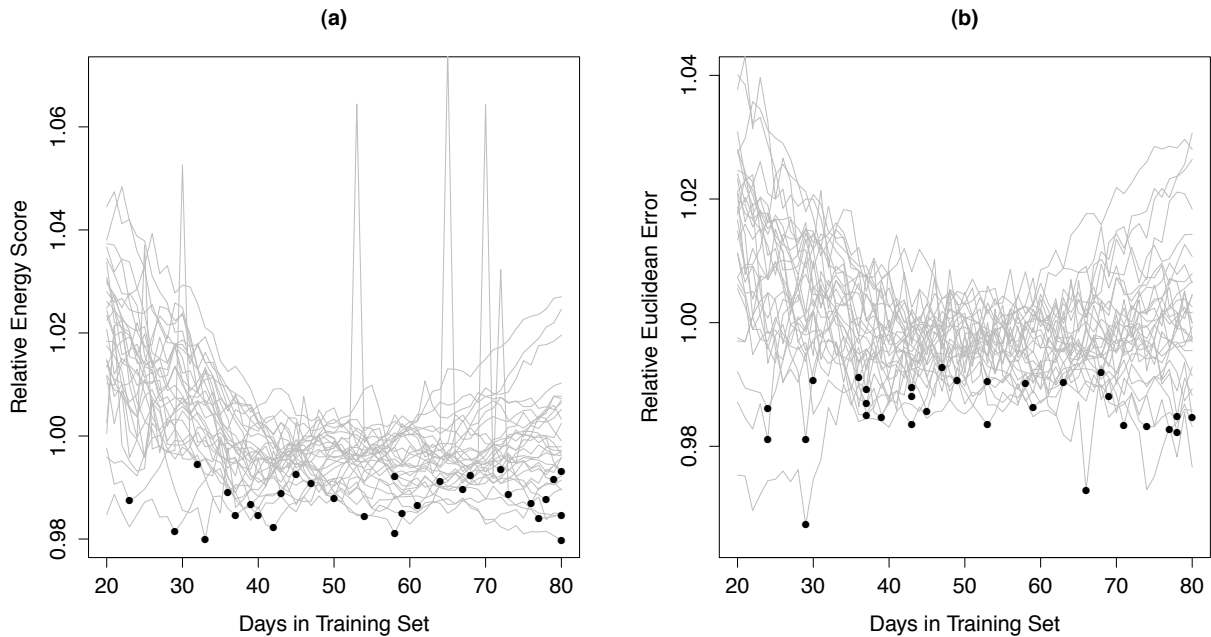 (a)
Relative Energy Score
0.98 1.00 1.02 1.04 1.06
20 30 40 50 60 70 80
Days in Training Set
(b)
Relative Euclidean Error
0.98 1.00 1.02 1.04
20 30 40 50 60 70 80
Days in Training Set